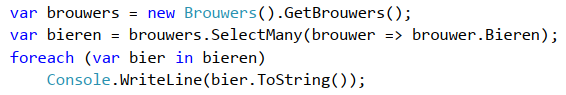 var brouwers = new Brouwers().GetBrouwers();
var bieren = brouwers.SelectMany(brouwer => brouwer.Bieren);
foreach (var bier in bieren)
    Console.WriteLine(bier.ToString());